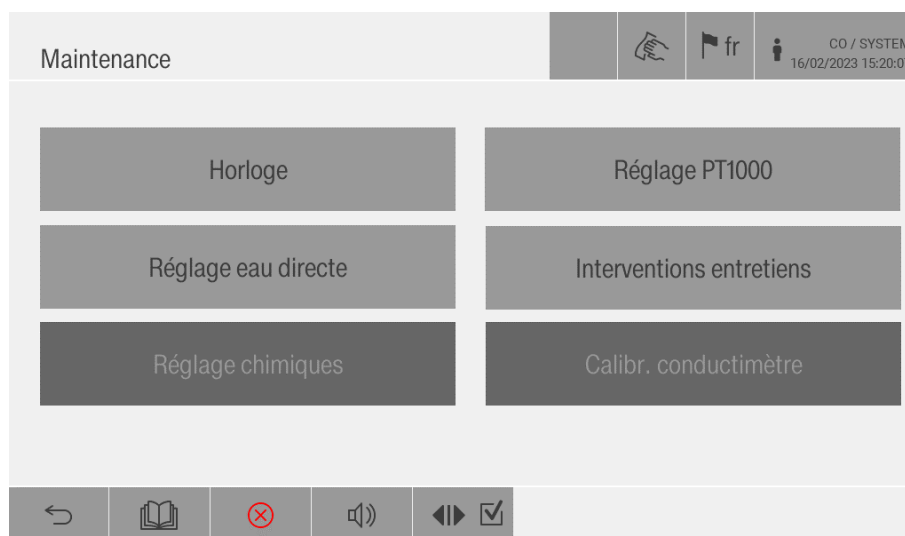 Maintenance
fr
CO / SYSTEM
16/02/2023 15:20:0
Horloge
Réglage PT1000
Réglage eau directe
Interventions entretiens
Réglage chimiques
Calibr. conductimètre